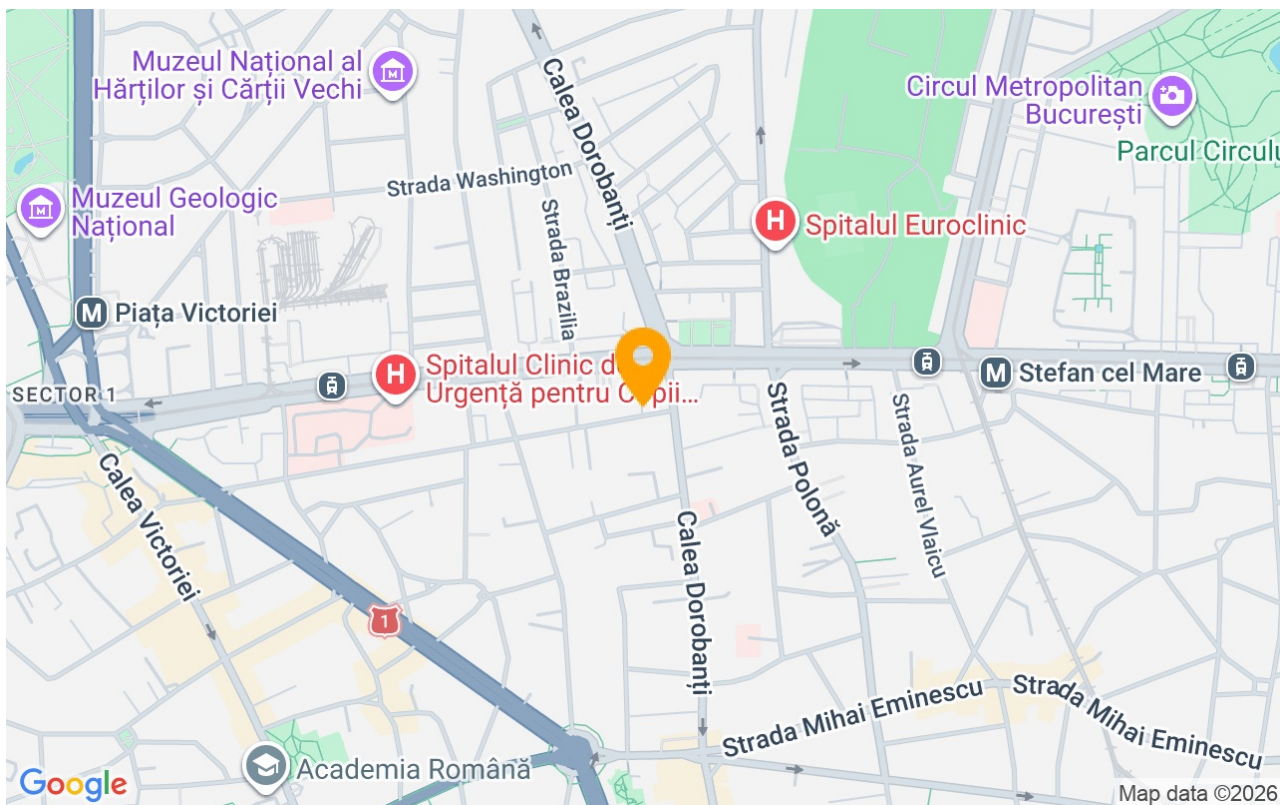 Muzeul Național al
Hărților și Cărții Vechi
Calea Dorobanți
Circul Metropolitan
București
Parcul Circulu
Strada Washington
Muzeul Geologic
Național
Strada Brazilia
H
Spitalul Euroclinic
M
Piața Victoriei
H
Spitalul Clinic d
Urgență pentru C pii...
M
Stefan cel Mare
SECTOR 1
Strada Polonă
Strada Aurel Vlaicu
Calea Victoriei
Calea Dorobanți
1
Strada Mihai Eminescu
Strada Mihai Eminescu
Academia Română
Google
Map data ©2026